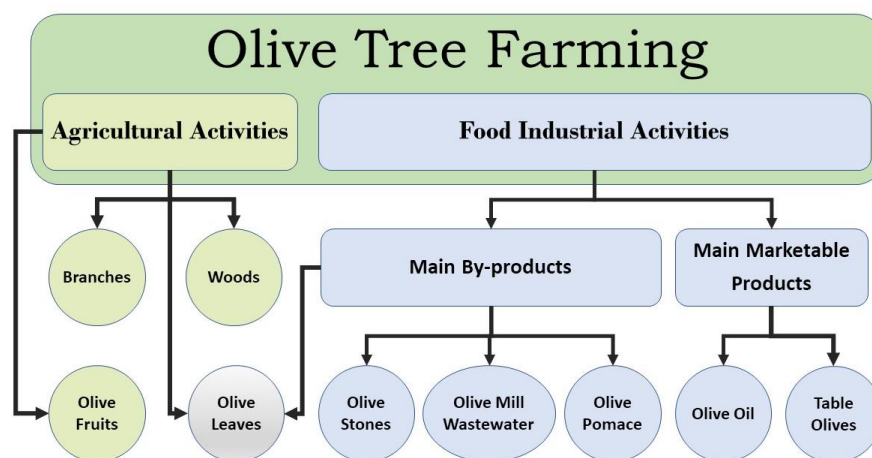 Olive Tree Farming
Agricultural Activities
Food Industrial Activities
Branches
Woods
Main By-products
Main Marketable
Products
Olive
Fruits
Olive
Leaves
Olive
Stones
Olive Mill
Wastewater
Olive
Pomace
Olive Oil
Table
Olives